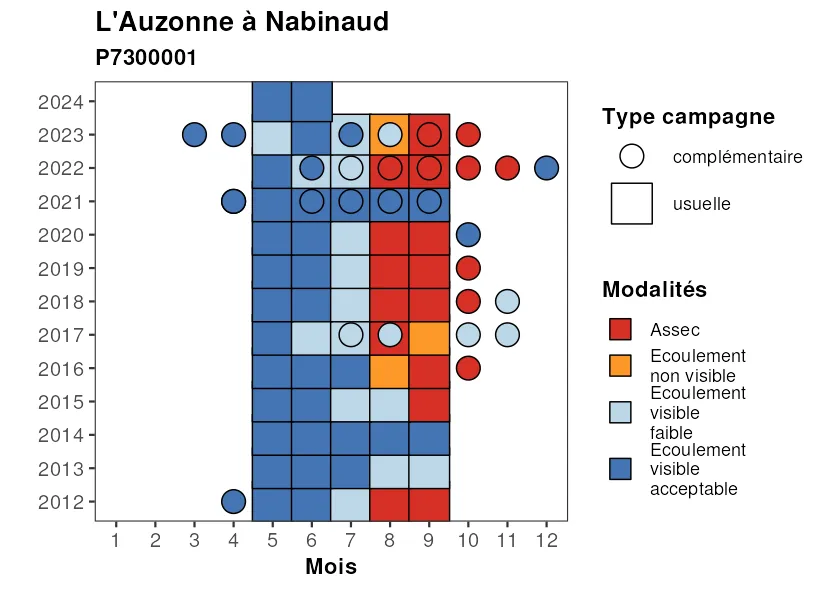 L'Auzonne à Nabinaud
P7300001
2024
2023
2022
2021
2020
2019
2018
2017
2016
2015
2014
2013
2012
1 2 3 4 5 6 7 8 9 10 11 12
Mois
Type campagne
complémentaire
usuelle
Modalités
Assec
Ecoulement
non visible
Ecoulement
visible
faible
Ecoulement
visible
acceptable